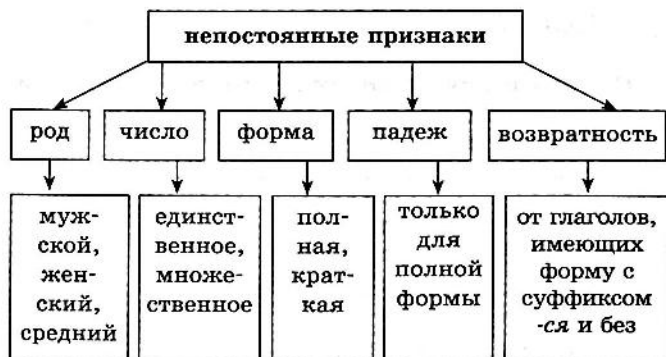 непостоянные признаки
род
число
форма
падеж
возвратность
муж-
ской,
жен-
ский,
средний
единст-
венное,
множе-
ственное
пол-
ная,
крат-
кая
только
для
полной
формы
от глаголов,
имеющих
форму с
суффиксом
-ся и без